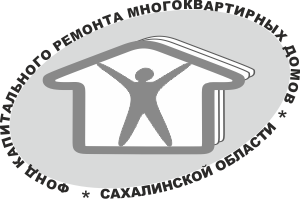 ФОНД КАПИТАЛЬНОГО РЕМОНТА МНОГОКВАРТИРНЫХ ДОМОВ
* САХАЛИНСКОЙ ОБЛАСТИ *